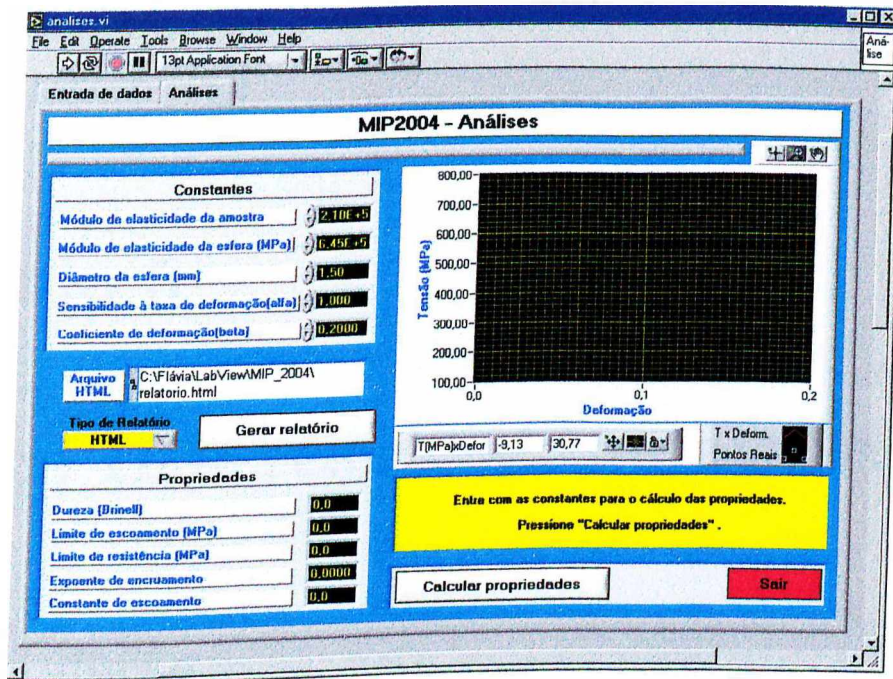 analises.vi
File Edit Operate Tools Browse Window Help
13pt Application Font
Aná-
lise
Entrada de dados Análises
MIP2004 - Análises
Constantes
Módulo de elasticidade da amostra 2,10E+5
Módulo de elasticidade da esfera (MPa) 6,45E+5
Diâmetro da esfera (mm) 1,50
Sensibilidade à taxa de deformação(alfa) 1,000
Coeficiente de deformação(beta) 0,2000
Arquivo
HTML
C:\Flávia\LabView\MIP_2004\
relatorio.html
Tipo de Relatório
HTML
Gerar relatório
Propriedades
Dureza (Brinell) 0,0
Limite de escoamento (MPa) 0,0
Limite de resistência (MPa) 0,0
Expoente de encruamento 0,0000
Constante de escoamento 0,0
Tensão (MPa)
800,00
700,00
600,00
500,00
400,00
300,00
200,00
100,00
0,0 0,1 0,2
Deformação
T(MPa)xDefor -9,13 30,77
T x Deform.
Pontos Reais
Entre com as constantes para o cálculo das propriedades.
Pressione "Calcular propriedades" .
Calcular propriedades
Sair